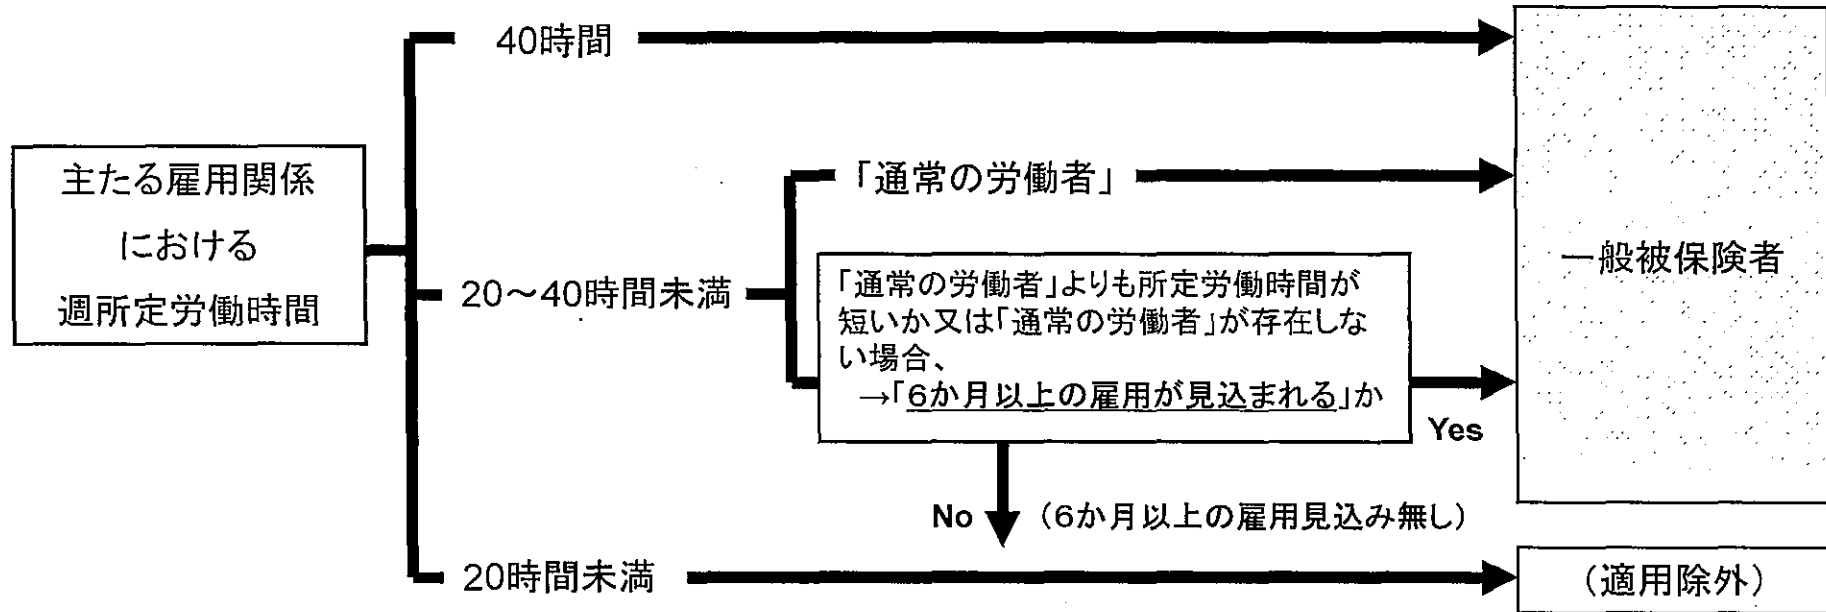 40時間
主たる雇用関係
における
週所定労働時間
「通常の労働者」
20～40時間未満
「通常の労働者」よりも所定労働時間が
短いか又は「通常の労働者」が存在しな
い場合、
→「6か月以上の雇用が見込まれる」か
Yes
一般被保険者
No
（6か月以上の雇用見込み無し）
20時間未満
（適用除外）